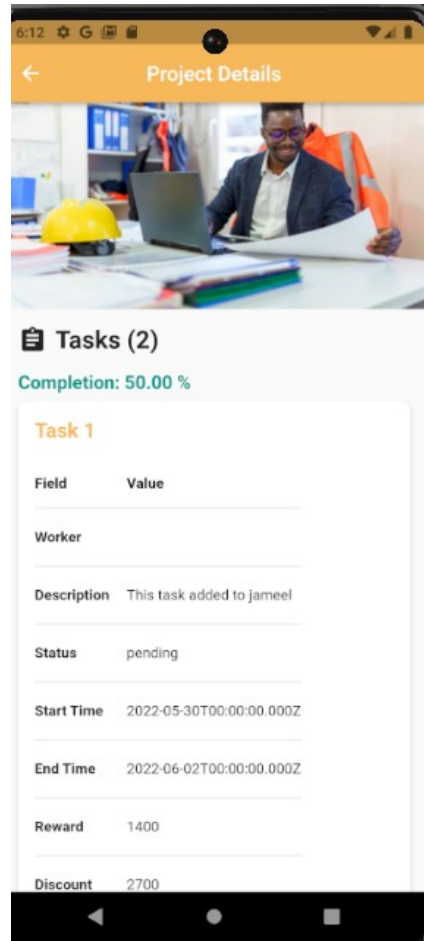 6:12
Project Details
Tasks (2)
Completion: 50.00 %
Task 1
Field Value
Worker
Description This task added to jameel
Status pending
Start Time 2022-05-30T00:00:00.000Z
End Time 2022-06-02T00:00:00.000Z
Reward 1400
Discount 2700